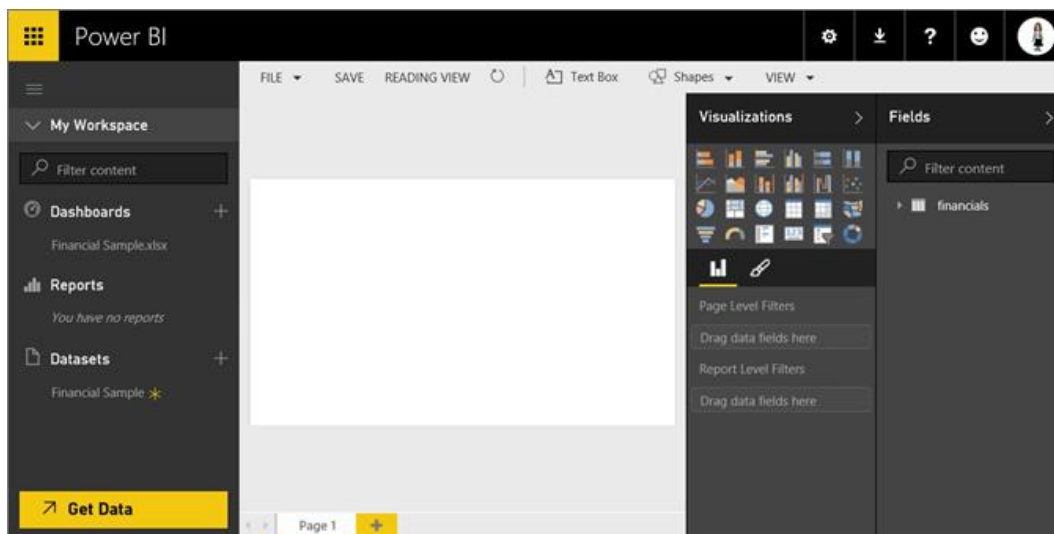 Power BI
?
FILE SAVE READING VIEW Text Box Shapes VIEW
My Workspace
Filter content
Dashboards
Financial Sample.xlsx
Reports
You have no reports
Datasets
Financial Sample
Get Data
Page 1
Visualizations
Page Level Filters
Drag data fields here
Report Level Filters
Drag data fields here
Fields
Filter content
financials